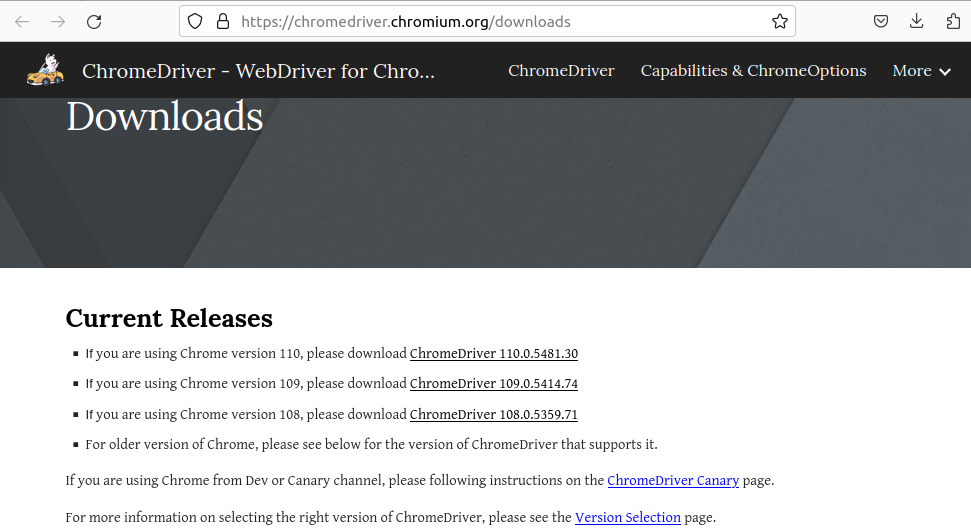 https://chromedriver.chromium.org/downloads
ChromeDriver - WebDriver for Chro...
ChromeDriver
Capabilities & ChromeOptions
More
Downloads
Current Releases
If you are using Chrome version 110, please download ChromeDriver 110.0.5481.30
If you are using Chrome version 109, please download ChromeDriver 109.0.5414.74
If you are using Chrome version 108, please download ChromeDriver 108.0.5359.71
For older version of Chrome, please see below for the version of ChromeDriver that supports it.
If you are using Chrome from Dev or Canary channel, please following instructions on the ChromeDriver Canary page.
For more information on selecting the right version of ChromeDriver, please see the Version Selection page.